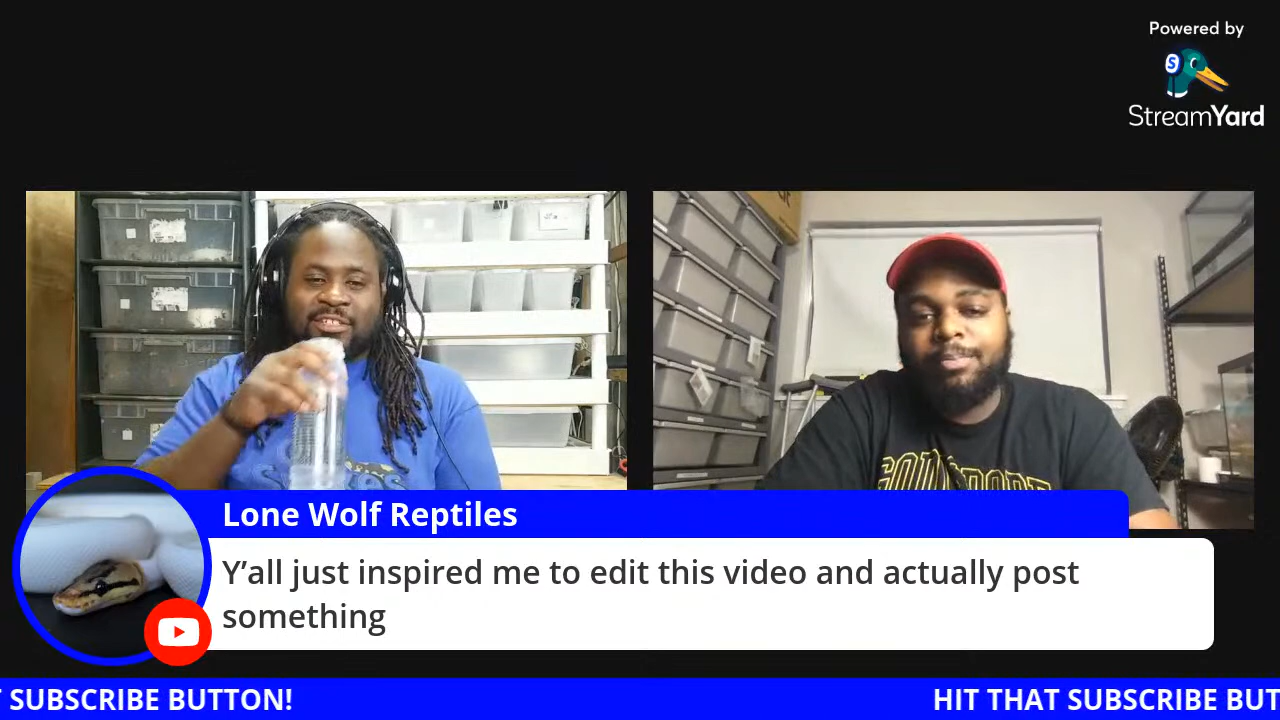 Powered by
StreamYard
Lone Wolf Reptiles
Y’all just inspired me to edit this video and actually post
something
SUBSCRIBE BUTTON!
HIT THAT SUBSCRIBE BUT